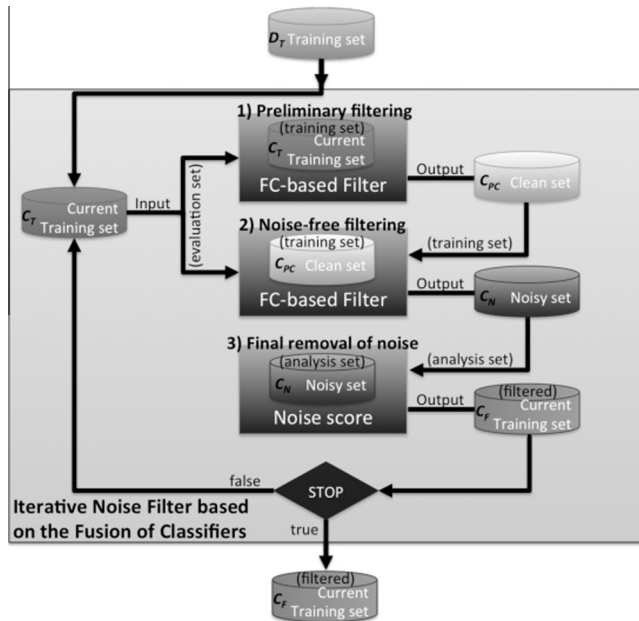 D_T Training set
1) Preliminary filtering
(training set)
C_T Current
Training set
FC-based Filter
Output
C_PC Clean set
C_T Current
Training set
Input
(evaluation set)
2) Noise-free filtering
(training set)
C_PC Clean set
FC-based Filter
(training set)
Output
C_N Noisy set
3) Final removal of noise
(analysis set)
C_N Noisy set
Noise score
(analysis set)
Output
(filtered)
C_F Current
Training set
false
STOP
true
Iterative Noise Filter based
on the Fusion of Classifiers
(filtered)
C_F Current
Training set